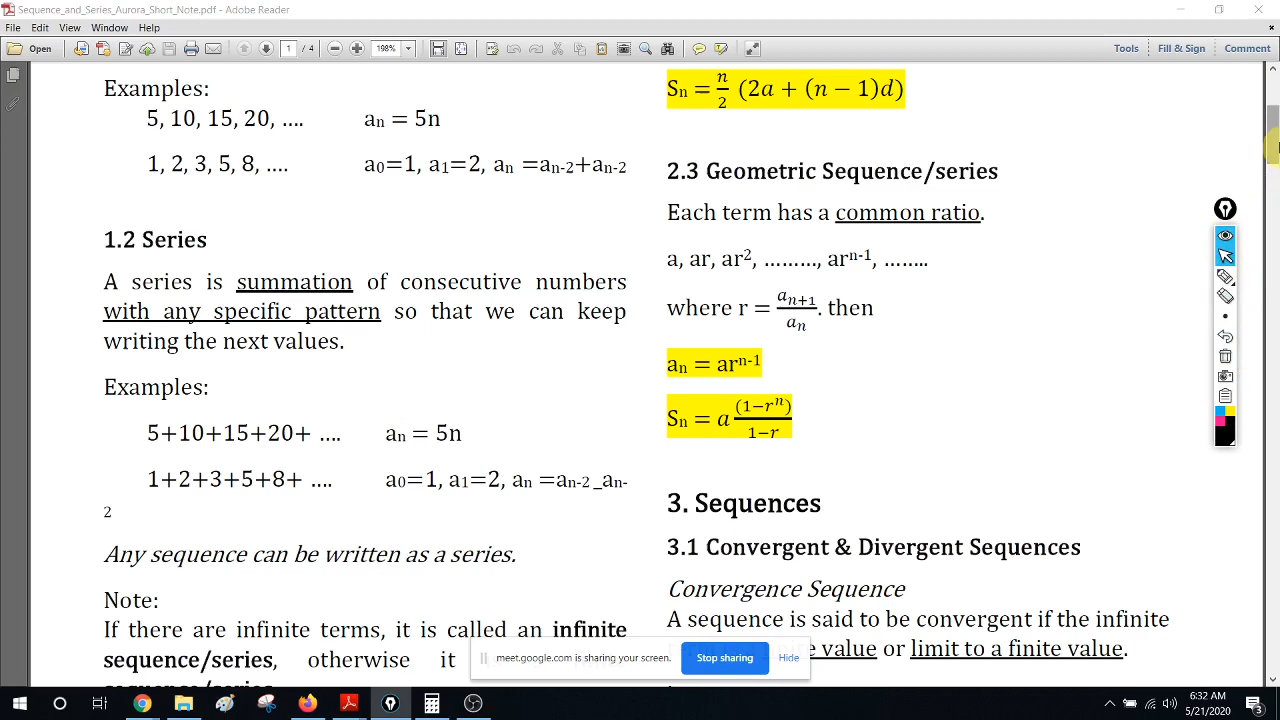 Sequence_and_Series_Aurora_Short_Note.pdf - Adobe Reader
File Edit View Window Help
Open 1 / 4 198% Tools Fill & Sign Comment
Examples:
5, 10, 15, 20, .... aₙ = 5n
1, 2, 3, 5, 8, .... a₀=1, a₁=2, aₙ =aₙ₋₂+aₙ₋₂
1.2 Series
A series is summation of consecutive numbers
with any specific pattern so that we can keep
writing the next values.
Examples:
5+10+15+20+ .... aₙ = 5n
1+2+3+5+8+ .... a₀=1, a₁=2, aₙ =aₙ₋₂ _aₙ₋
2
Any sequence can be written as a series.
Note:
If there are infinite terms, it is called an infinite
sequence/series, otherwise it
Sₙ = n/2 (2a + (n − 1)d)
2.3 Geometric Sequence/series
Each term has a common ratio.
a, ar, ar², ………, arⁿ⁻¹, ……..
where r = aₙ₊₁/aₙ. then
aₙ = arⁿ⁻¹
Sₙ = a (1−rⁿ)/1−r
3. Sequences
3.1 Convergent & Divergent Sequences
Convergence Sequence
A sequence is said to be convergent if the infinite
value or limit to a finite value.
meet.google.com is sharing your screen. Stop sharing Hide
6:32 AM
5/21/2020
3